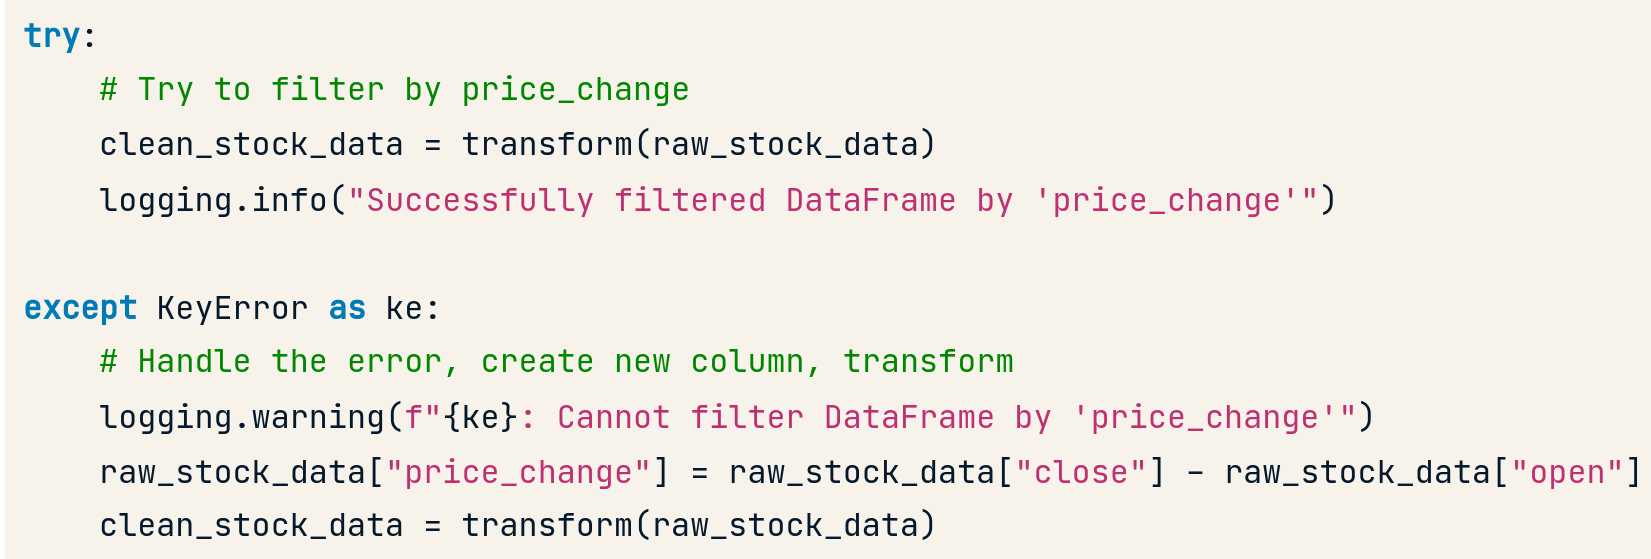 try:
    # Try to filter by price_change
    clean_stock_data = transform(raw_stock_data)
    logging.info("Successfully filtered DataFrame by 'price_change'")
except KeyError as ke:
    # Handle the error, create new column, transform
    logging.warning(f"{ke}: Cannot filter DataFrame by 'price_change'")
    raw_stock_data["price_change"] = raw_stock_data["close"] - raw_stock_data["open"]
    clean_stock_data = transform(raw_stock_data)